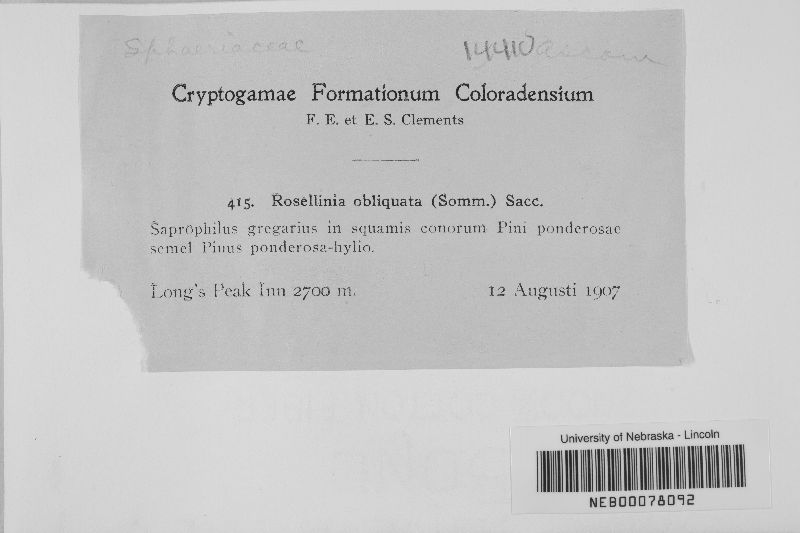 Sphaeriaceae 14410
Cryptogamae Formationum Coloradensium
F. E. et E. S. Clements
415. Rosellinia obliquata (Somm.) Sacc.
Saprophilus gregarius in squamis conorum Pini ponderosae
semel Pinus ponderosa-hylio.
Long's Peak Inn 2700 m. 12 Augusti 1907
University of Nebraska - Lincoln
NEB00078092